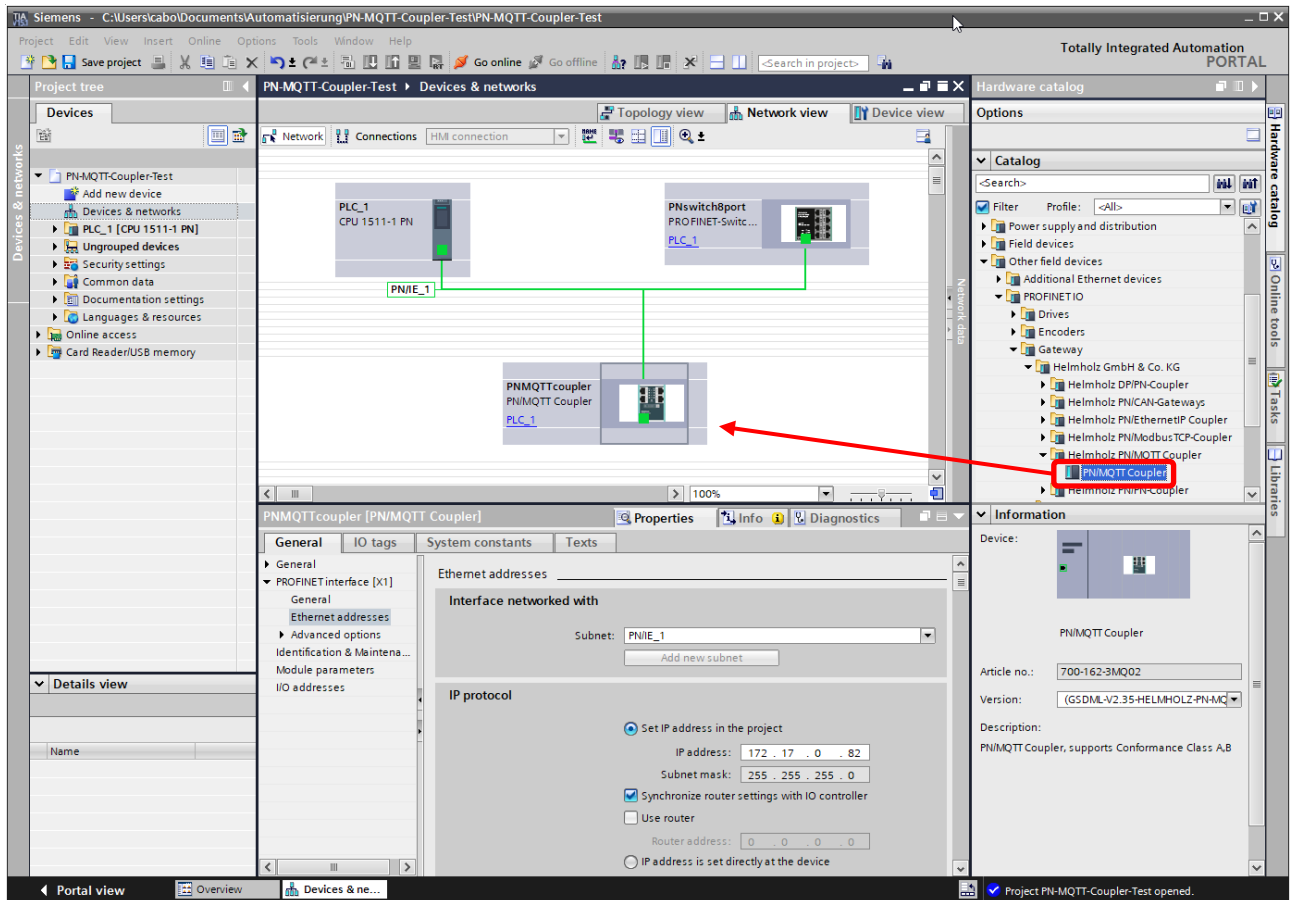 Siemens - C:\Users\cabo\Documents\Automatisierung\PN-MQTT-Coupler-Test\PN-MQTT-Coupler-Test
Project Edit View Insert Online Options Tools Window Help
Totally Integrated Automation
PORTAL
Save project
Go online
Go offline
<Search in project>
Project tree
Devices
Devices & networks
PN-MQTT-Coupler-Test
Add new device
Devices & networks
PLC_1 [CPU 1511-1 PN]
Ungrouped devices
Security settings
Common data
Documentation settings
Languages & resources
Online access
Card Reader/USB memory
Details view
Name
PN-MQTT-Coupler-Test
Devices & networks
Topology view
Network view
Device view
Network
Connections
HMI connection
PLC_1
CPU 1511-1 PN
PNswitch8port
PROFINET-Switc...
PLC_1
PN/IE_1
PNMQTTcoupler
PN/MQTT Coupler
PLC_1
Network data
100%
PNMQTTcoupler [PN/MQTT Coupler]
Properties
Info
Diagnostics
General
IO tags
System constants
Texts
General
PROFINET interface [X1]
General
Ethernet addresses
Advanced options
Identification & Maintena...
Module parameters
I/O addresses
Ethernet addresses
Interface networked with
Subnet: PN/IE_1
Add new subnet
IP protocol
Set IP address in the project
IP address: 172 . 17 . 0 . 82
Subnet mask: 255 . 255 . 255 . 0
Synchronize router settings with IO controller
Use router
Router address: 0 . 0 . 0 . 0
IP address is set directly at the device
Hardware catalog
Options
Catalog
<Search>
Filter
Profile: <All>
Power supply and distribution
Field devices
Other field devices
Additional Ethernet devices
PROFINET IO
Drives
Encoders
Gateway
Helmholz GmbH & Co. KG
Helmholz DP/PN-Coupler
Helmholz PN/CAN-Gateways
Helmholz PN/EthernetIP Coupler
Helmholz PN/ModbusTCP-Coupler
Helmholz PN/MQTT Coupler
PN/MQTT Coupler
Helmholz PN/PN-Coupler
Information
Device:
PN/MQTT Coupler
Article no.: 700-162-3MQ02
Version: (GSDML-V2.35-HELMHOLZ-PN-MQ
Description:
PN/MQTT Coupler, supports Conformance Class A,B
Hardware catalog
Online tools
Tasks
Libraries
Portal view
Overview
Devices & ne...
Project PN-MQTT-Coupler-Test opened.